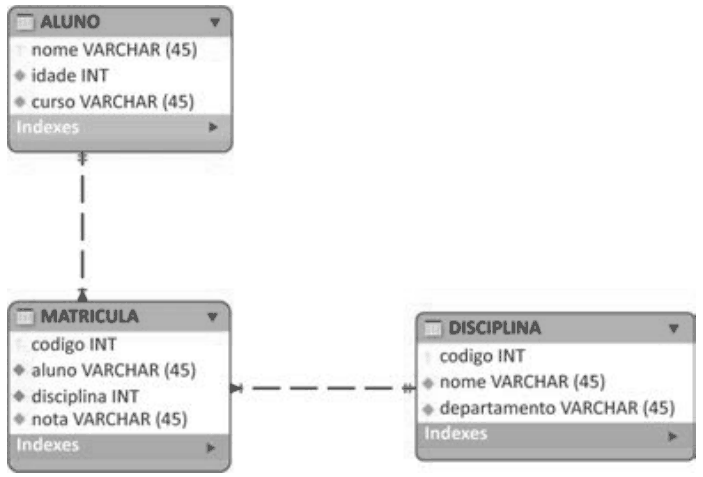 ALUNO
nome VARCHAR (45)
idade INT
curso VARCHAR (45)
Indexes
MATRICULA
codigo INT
aluno VARCHAR (45)
disciplina INT
nota VARCHAR (45)
Indexes
DISCIPLINA
codigo INT
nome VARCHAR (45)
departamento VARCHAR (45)
Indexes